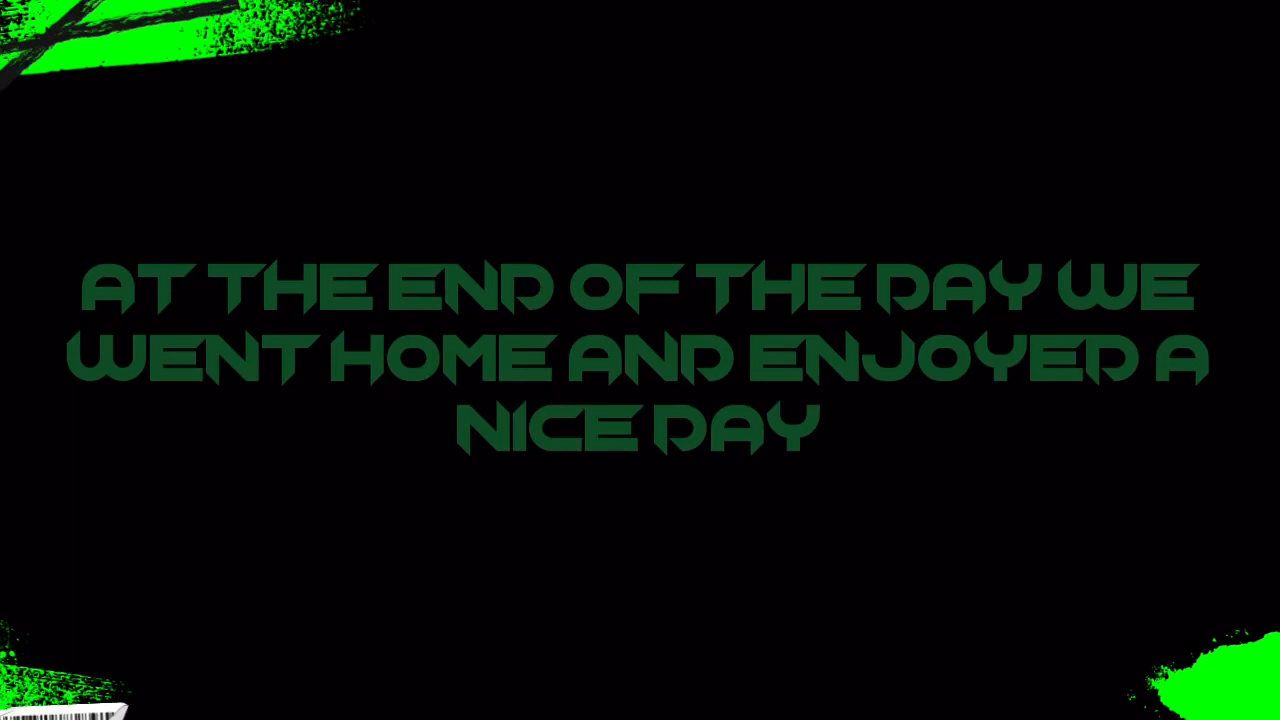 AT THE END OF THE DAY WE
WENT HOME AND ENJOYED A
NICE DAY